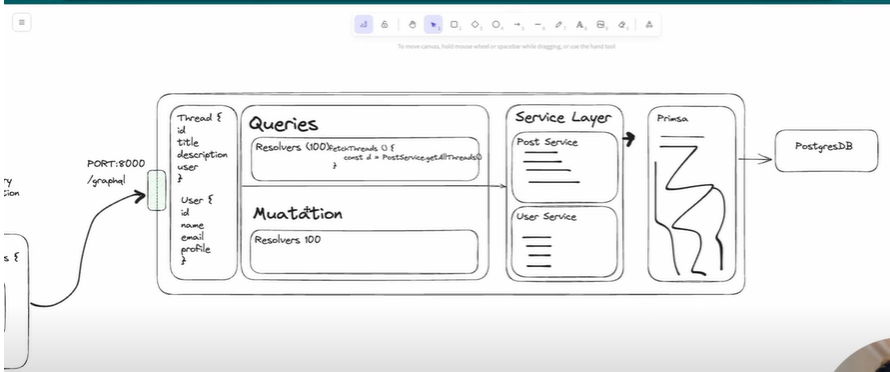 To move canvas, hold mouse wheel or spacebar while dragging, or use the hand tool
PORT:8000
/graphql
ry
tion
s {
Thread {
id
title
description
user
}
User {
id
name
email
profile
}
Queries
Resolvers (100)
FetchThreads () {
const d = PostService.getAllThreads()
}
Muatation
Resolvers 100
Service Layer
Post Service
User Service
Primsa
PostgresDB